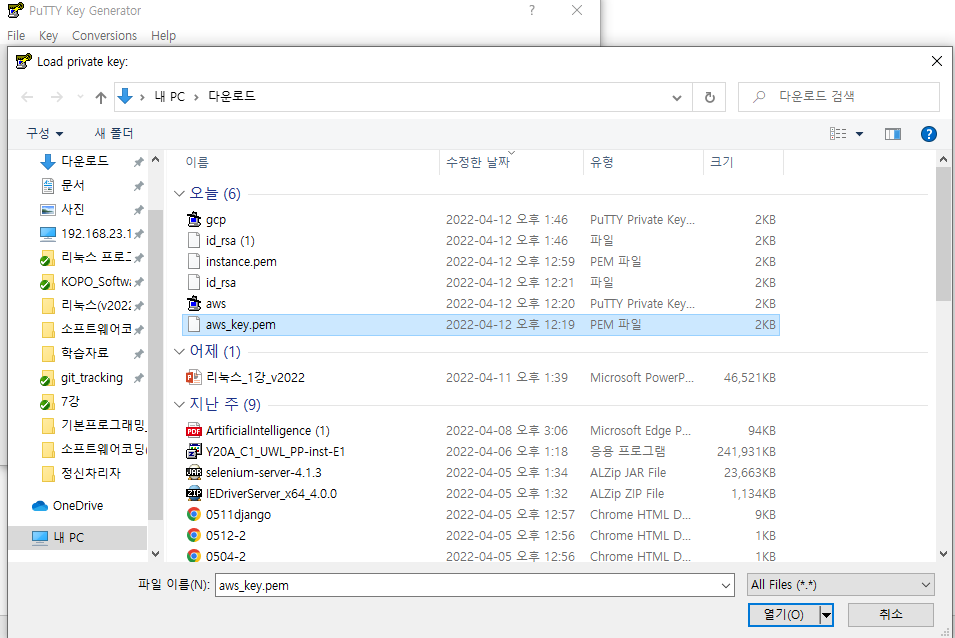 PuTTY Key Generator
?
File Key Conversions Help
Load private key:
내 PC > 다운로드
다운로드 검색
구성 새 폴더
다운로드
문서
사진
192.168.23.1
리눅스 프로그
KOPO_Softwa
리눅스(v2022
소프트웨어코
학습자료
git_tracking
7강
기본프로그래밍
소프트웨어코딩(
정신차리자
OneDrive
내 PC
이름 수정한 날짜 유형 크기
오늘 (6)
gcp 2022-04-12 오후 1:46 PuTTY Private Key... 2KB
id_rsa (1) 2022-04-12 오후 1:46 파일 2KB
instance.pem 2022-04-12 오후 12:59 PEM 파일 2KB
id_rsa 2022-04-12 오후 12:21 파일 2KB
aws 2022-04-12 오후 12:20 PuTTY Private Key... 2KB
aws_key.pem 2022-04-12 오후 12:19 PEM 파일 2KB
어제 (1)
리눅스_1강_v2022 2022-04-11 오후 1:39 Microsoft PowerP... 46,521KB
지난 주 (9)
PDF ArtificialIntelligence (1) 2022-04-08 오후 3:06 Microsoft Edge P... 94KB
Y20A_C1_UWL_PP-inst-E1 2022-04-06 오후 1:18 응용 프로그램 241,931KB
JAR selenium-server-4.1.3 2022-04-05 오후 1:34 ALZip JAR File 23,663KB
ZIP IEDriverServer_x64_4.0.0 2022-04-05 오후 1:32 ALZip ZIP File 1,134KB
0511django 2022-04-05 오후 12:57 Chrome HTML D... 9KB
0512-2 2022-04-05 오후 12:56 Chrome HTML D... 1KB
0504-2 2022-04-05 오후 12:56 Chrome HTML D... 1KB
파일 이름(N): aws_key.pem All Files (*.*)
열기(O) 취소